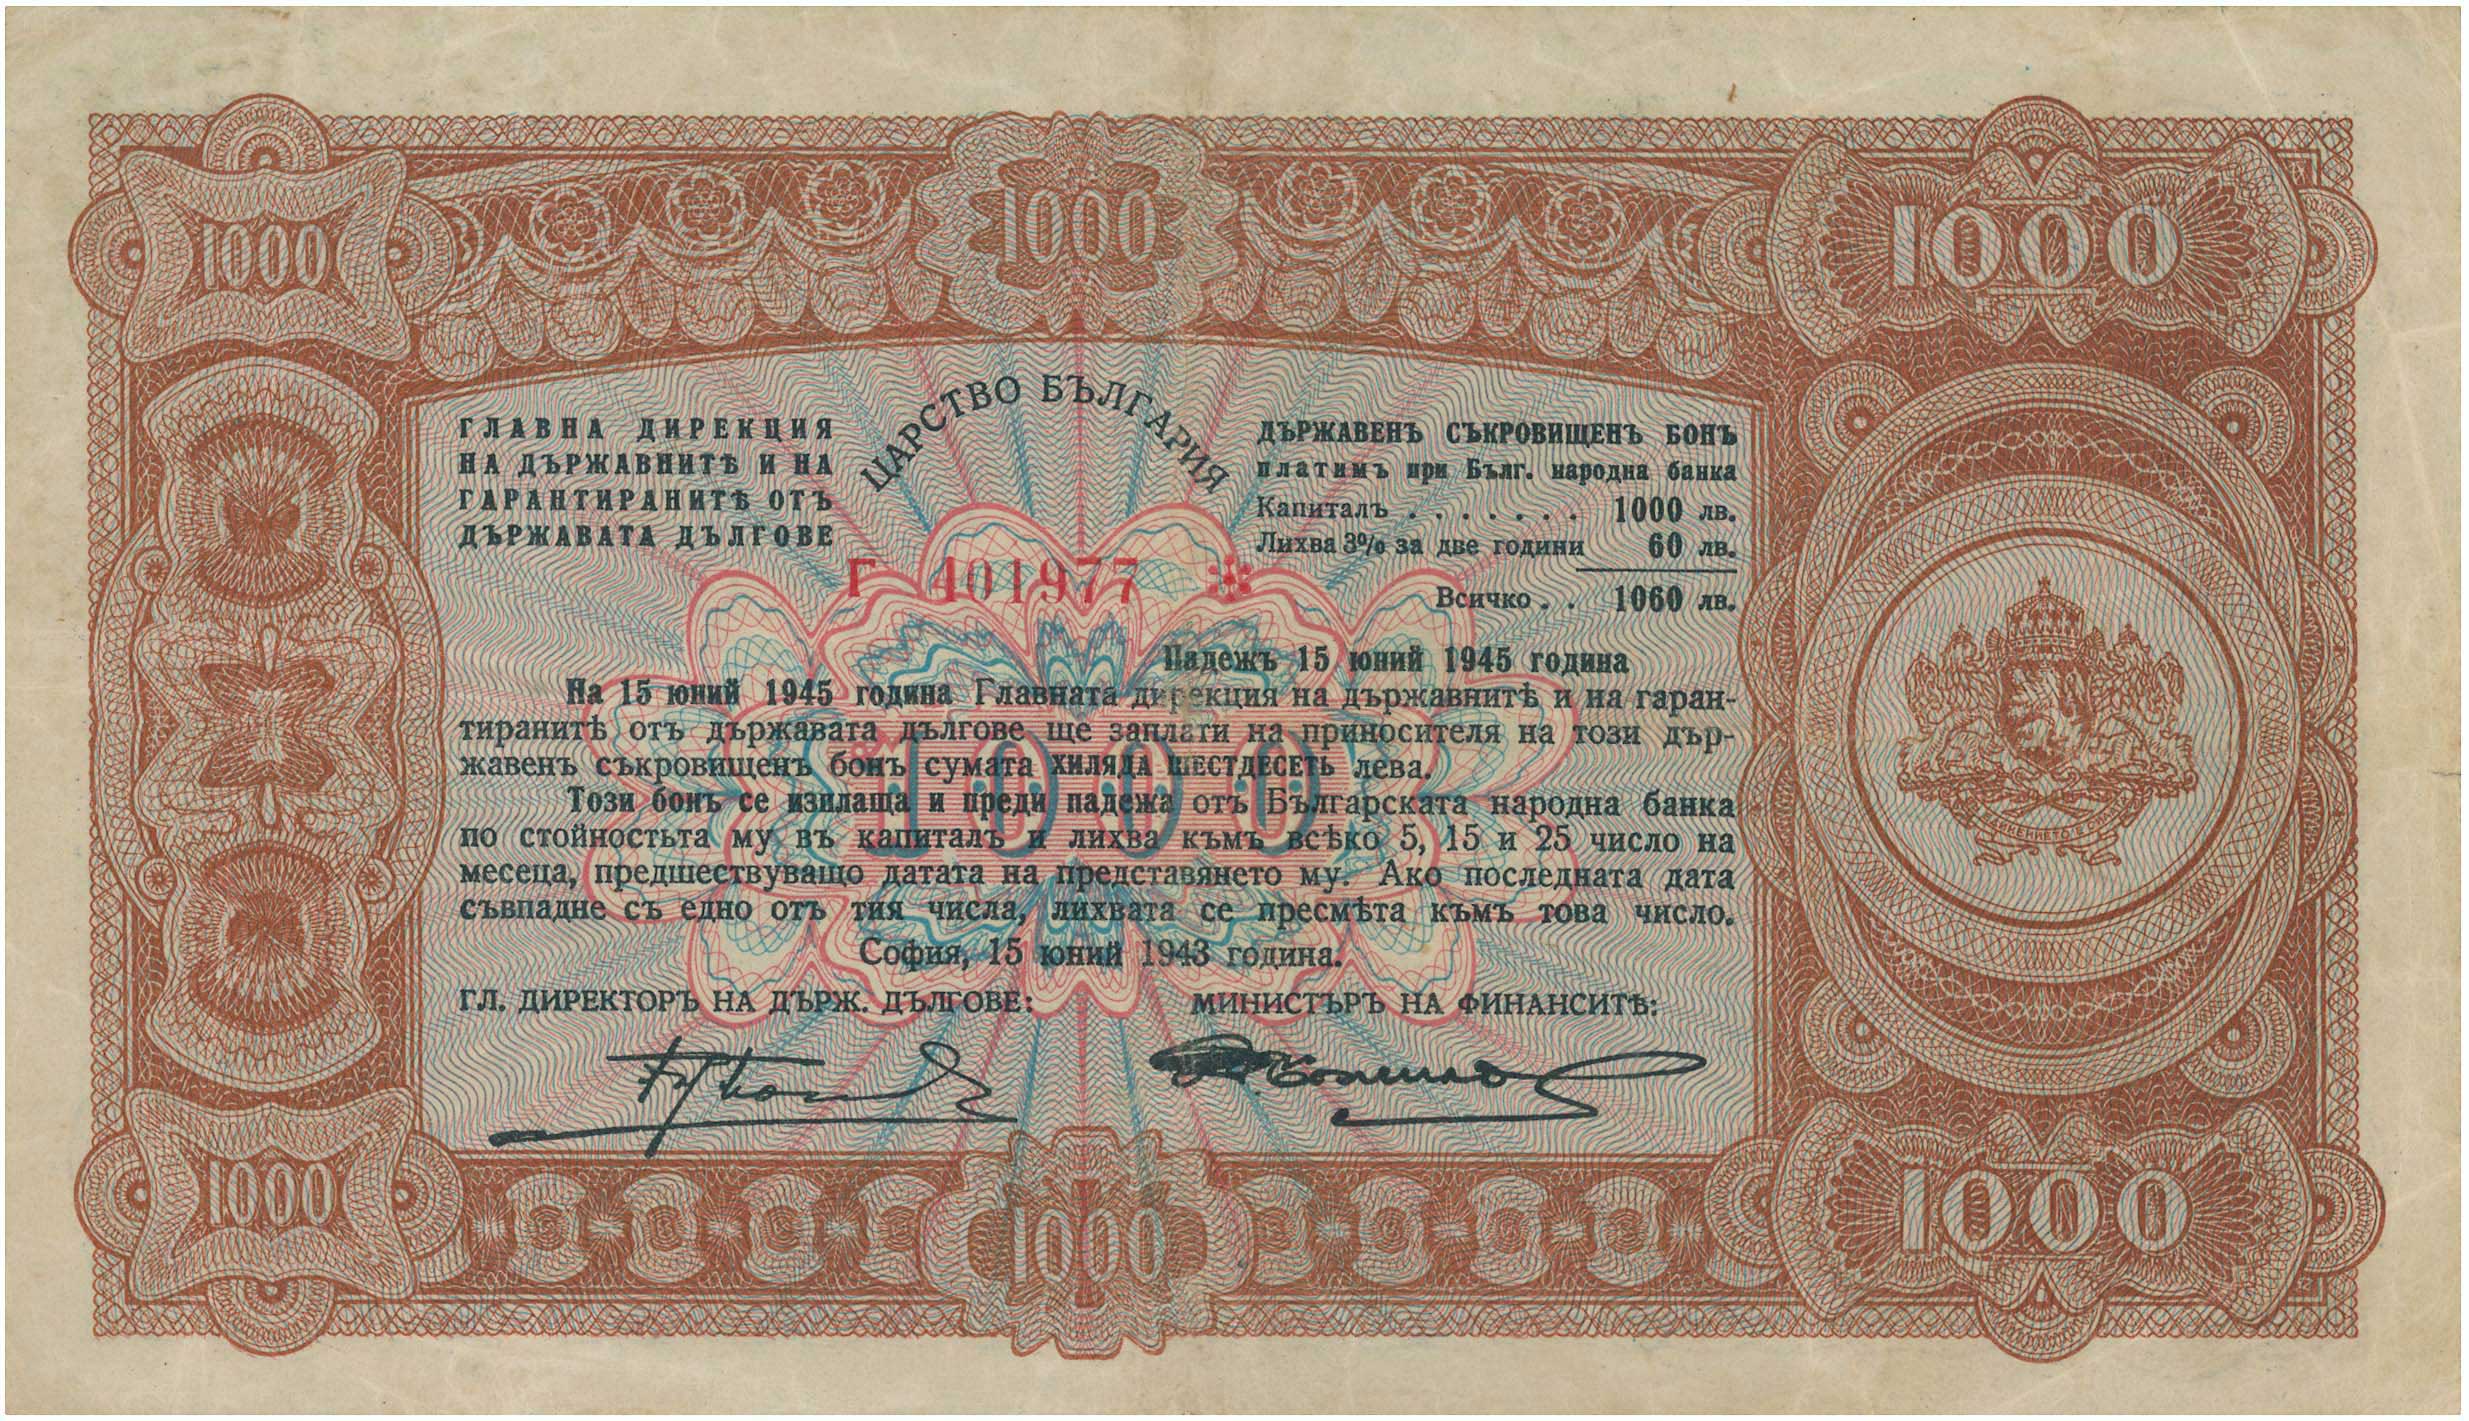 1000
1000
1000
ЦАРСТВО БЪЛГАРИЯ
ГЛАВНА ДИРЕКЦИЯ
НА ДЪРЖАВНИТѢ И НА
ГАРАНТИРАНИТѢ ОТЪ
ДЪРЖАВАТА ДЪЛГОВЕ
ДЪРЖАВЕНЪ СЪКРОВИЩЕНЪ БОНЪ
платимъ при Бълг. народна банка
Капиталъ . . . . . . . 1000 лв.
Лихва 3% за две години 60 лв.
Всичко . . 1060 лв.
Г 401977
Падежъ 15 юний 1945 година
На 15 юний 1945 година Главната дирекция на държавнитѣ и на гаран-
тиранитѣ отъ държавата дългове ще заплати на приносителя на този дър-
жавенъ съкровищенъ бонъ сумата ХИЛЯДА ШЕСТДЕСЕТЬ лева.
Този бонъ се изплаща и преди падежа отъ Българската народна банка
по стойностьта му въ капиталъ и лихва къмъ всѣко 5, 15 и 25 число на
месеца, предшествуващо датата на представянето му. Ако последната дата
съвпадне съ едно отъ тия числа, лихвата се пресмѣта къмъ това число.
1000
София, 15 юний 1943 година.
ГЛ. ДИРЕКТОРЪ НА ДЪРЖ. ДЪЛГОВЕ:
МИНИСТЪРЪ НА ФИНАНСИТѢ:
1000
1000
1000